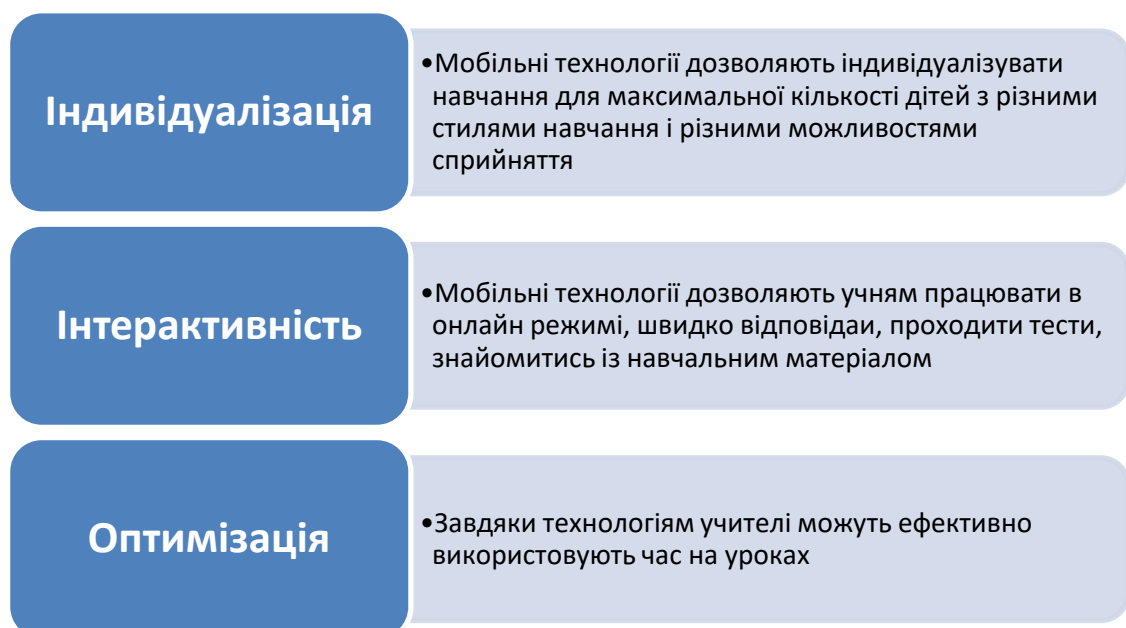 Індивідуалізація
•Мобільні технології дозволяють індивідуалізувати
навчання для максимальної кількості дітей з різними
стилями навчання і різними можливостями
сприйняття
Інтерактивність
•Мобільні технології дозволяють учням працювати в
онлайн режимі, швидко відповідаи, проходити тести,
знайомитись із навчальним матеріалом
Оптимізація
•Завдяки технологіям учителі можуть ефективно
використовують час на уроках